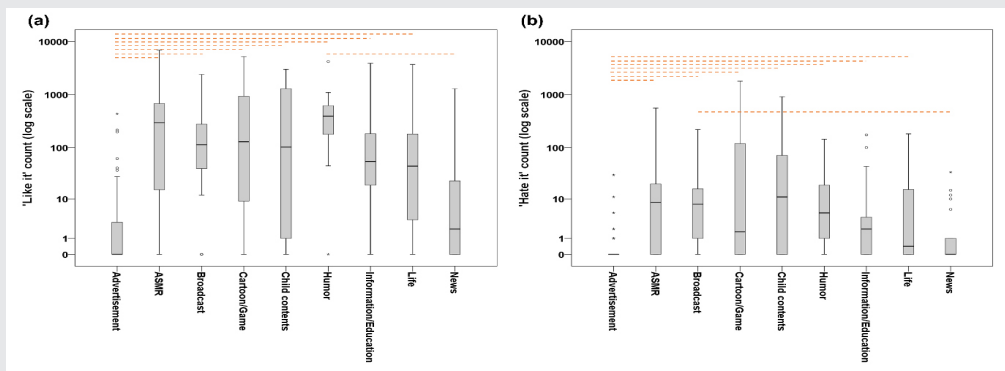 (a)
'Like it' count (log scale)
10000
1000
100
10
1
0
Advertisement
ASMR
Broadcast
Cartoon/Game
Child contents
Humor
Information/Education
Life
News
(b)
'Hate it' count (log scale)
10000
1000
100
10
1
0
Advertisement
ASMR
Broadcast
Cartoon/Game
Child contents
Humor
Information/Education
Life
News